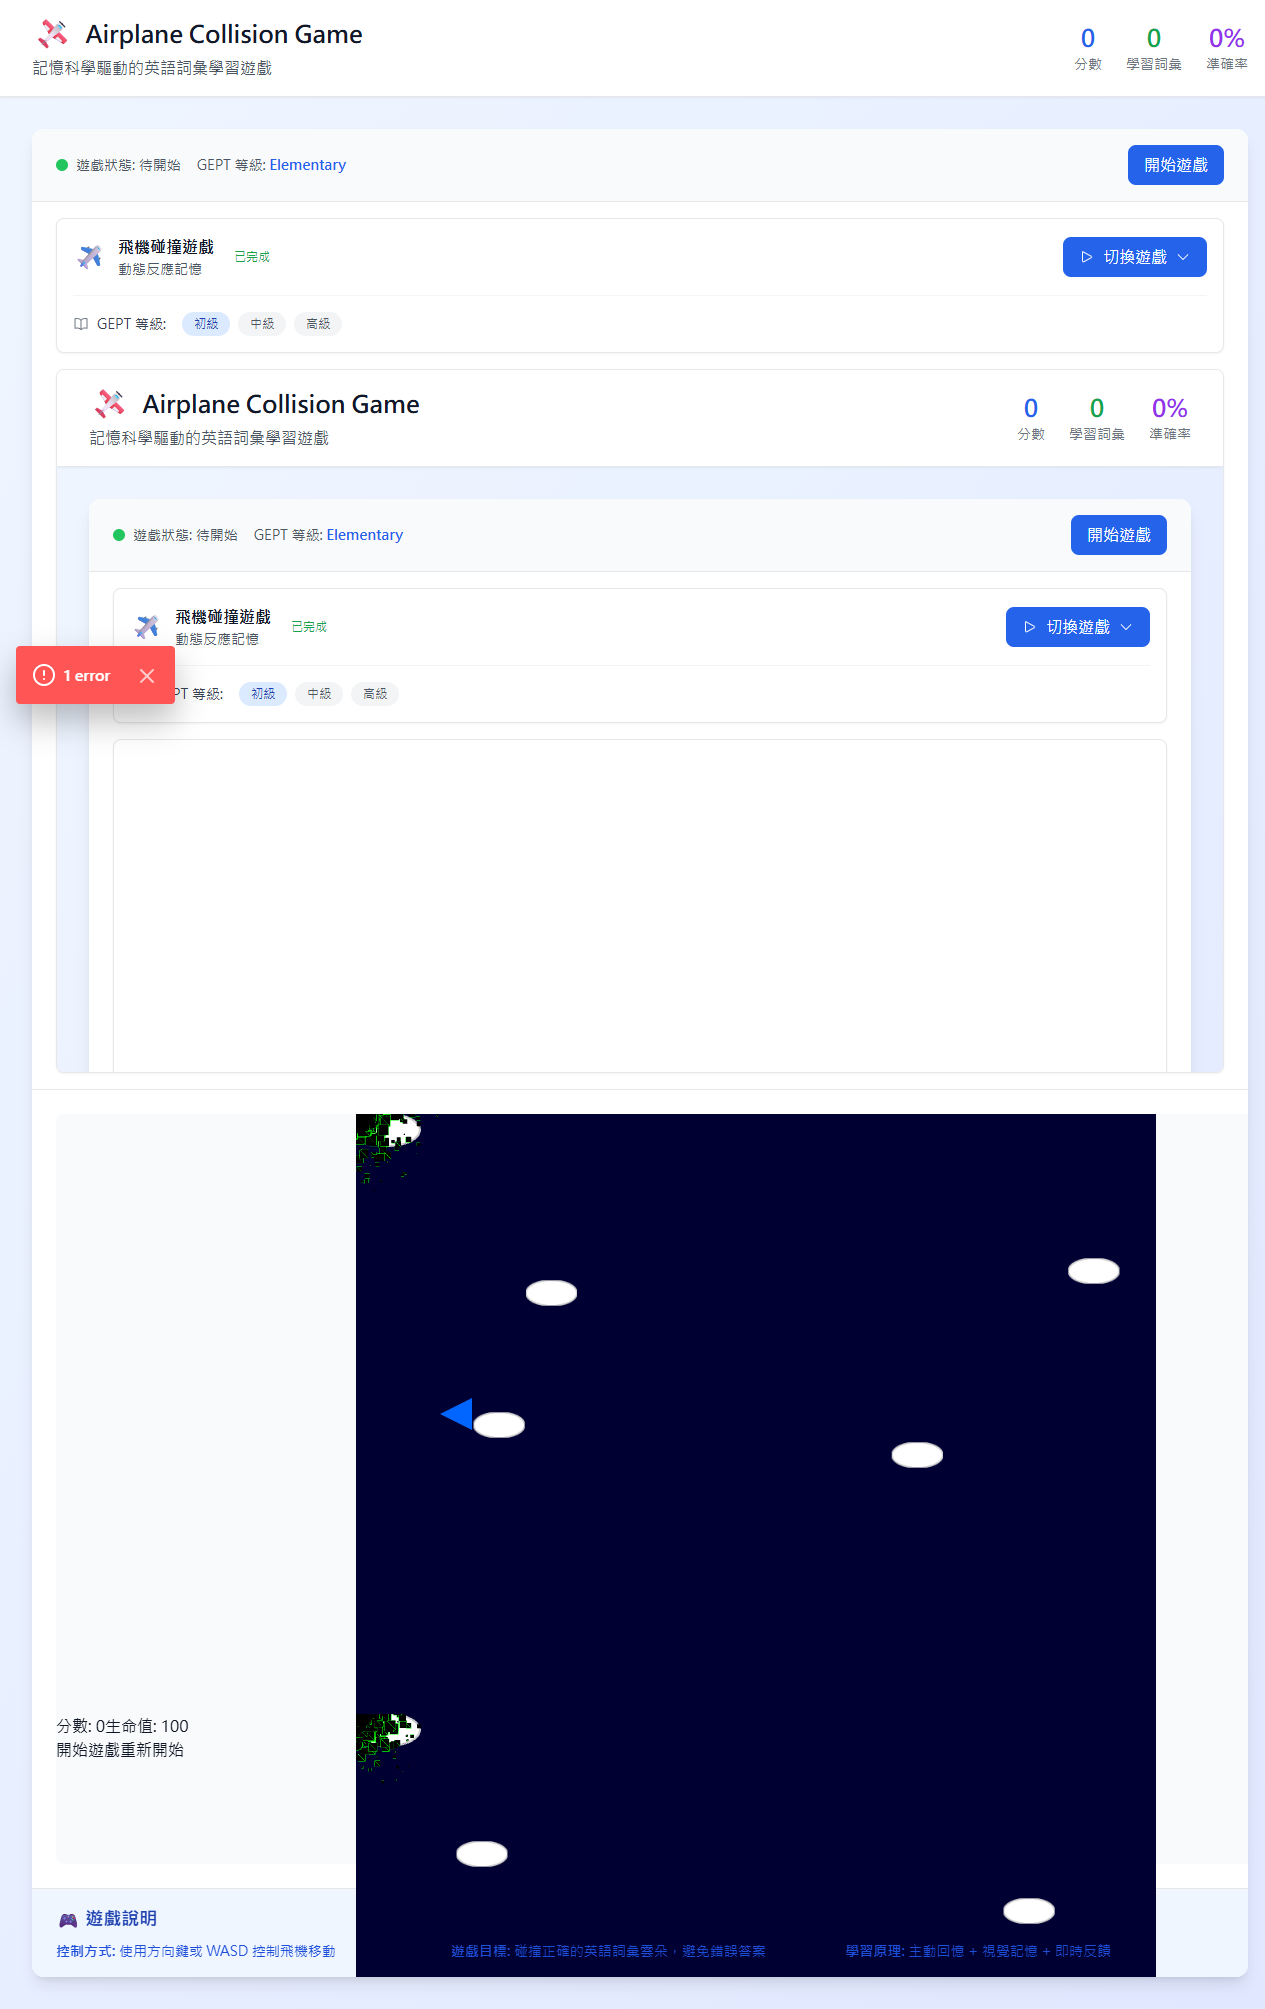 Airplane Collision Game
記憶科學驅動的英語詞彙學習遊戲
0
分數
0
學習詞彙
0%
準確率
遊戲狀態: 待開始
GEPT 等級: Elementary
開始遊戲
飛機碰撞遊戲
動態反應記憶
已完成
切換遊戲
GEPT 等級:
初級
中級
高級
Airplane Collision Game
記憶科學驅動的英語詞彙學習遊戲
0
分數
0
學習詞彙
0%
準確率
遊戲狀態: 待開始
GEPT 等級: Elementary
開始遊戲
飛機碰撞遊戲
動態反應記憶
已完成
切換遊戲
1 error
PT 等級:
初級
中級
高級
分數: 0生命值: 100
開始遊戲重新開始
遊戲說明
控制方式: 使用方向鍵或 WASD 控制飛機移動
遊戲目標: 碰撞正確的英語詞彙雲朵，避免錯誤答案
學習原理: 主動回憶 + 視覺記憶 + 即時反饋